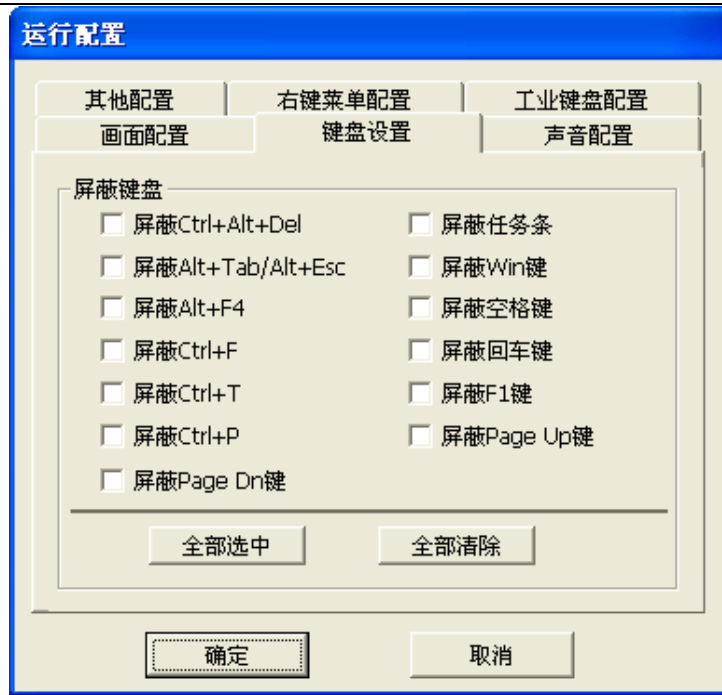 运行配置
其他配置 右键菜单配置 工业键盘配置
画面配置 键盘设置 声音配置
屏蔽键盘
屏蔽Ctrl+Alt+Del 屏蔽任务条
屏蔽Alt+Tab/Alt+Esc 屏蔽Win键
屏蔽Alt+F4 屏蔽空格键
屏蔽Ctrl+F 屏蔽回车键
屏蔽Ctrl+T 屏蔽F1键
屏蔽Ctrl+P 屏蔽Page Up键
屏蔽Page Dn键
全部选中 全部清除
确定 取消